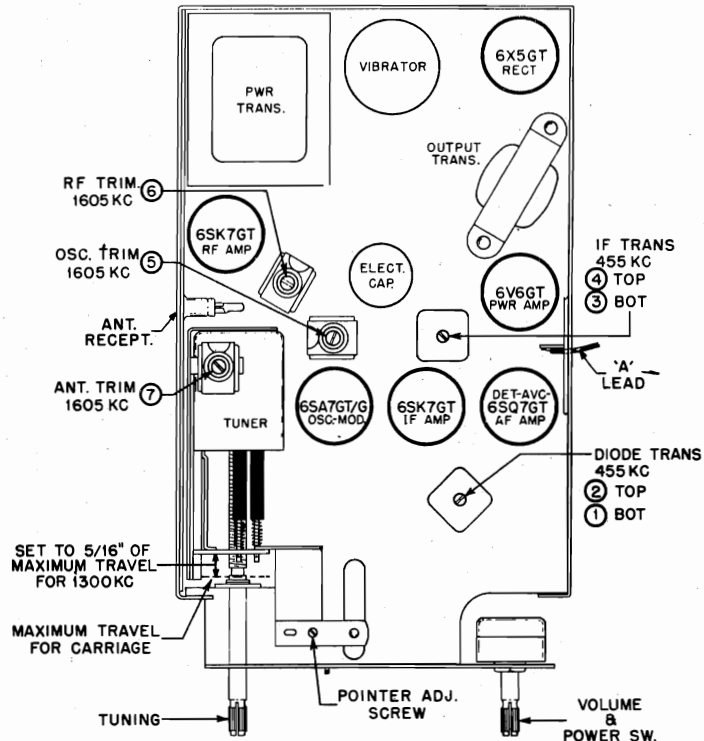 PWR
TRANS.
VIBRATOR
6X5GT
RECT
OUTPUT
TRANS.
RF TRIM. 6
1605 KC
6SK7GT
RF AMP
OSC. TRIM 5
1605 KC
ELECT.
CAP.
6V6GT
PWR AMP
IF TRANS
455 KC
4 TOP
3 BOT
ANT.
RECEPT.
'A'
LEAD
ANT. TRIM 7
1605 KC
TUNER
6SA7GT/G
OSC.-MOD.
6SK7GT
IF AMP
DET-AVC-
6SQ7GT
AF AMP
DIODE TRANS
455 KC
2 TOP
1 BOT
SET TO 5/16" OF
MAXIMUM TRAVEL
FOR 1300 KC
MAXIMUM TRAVEL
FOR CARRIAGE
POINTER ADJ.
SCREW
TUNING
VOLUME
&
POWER SW.